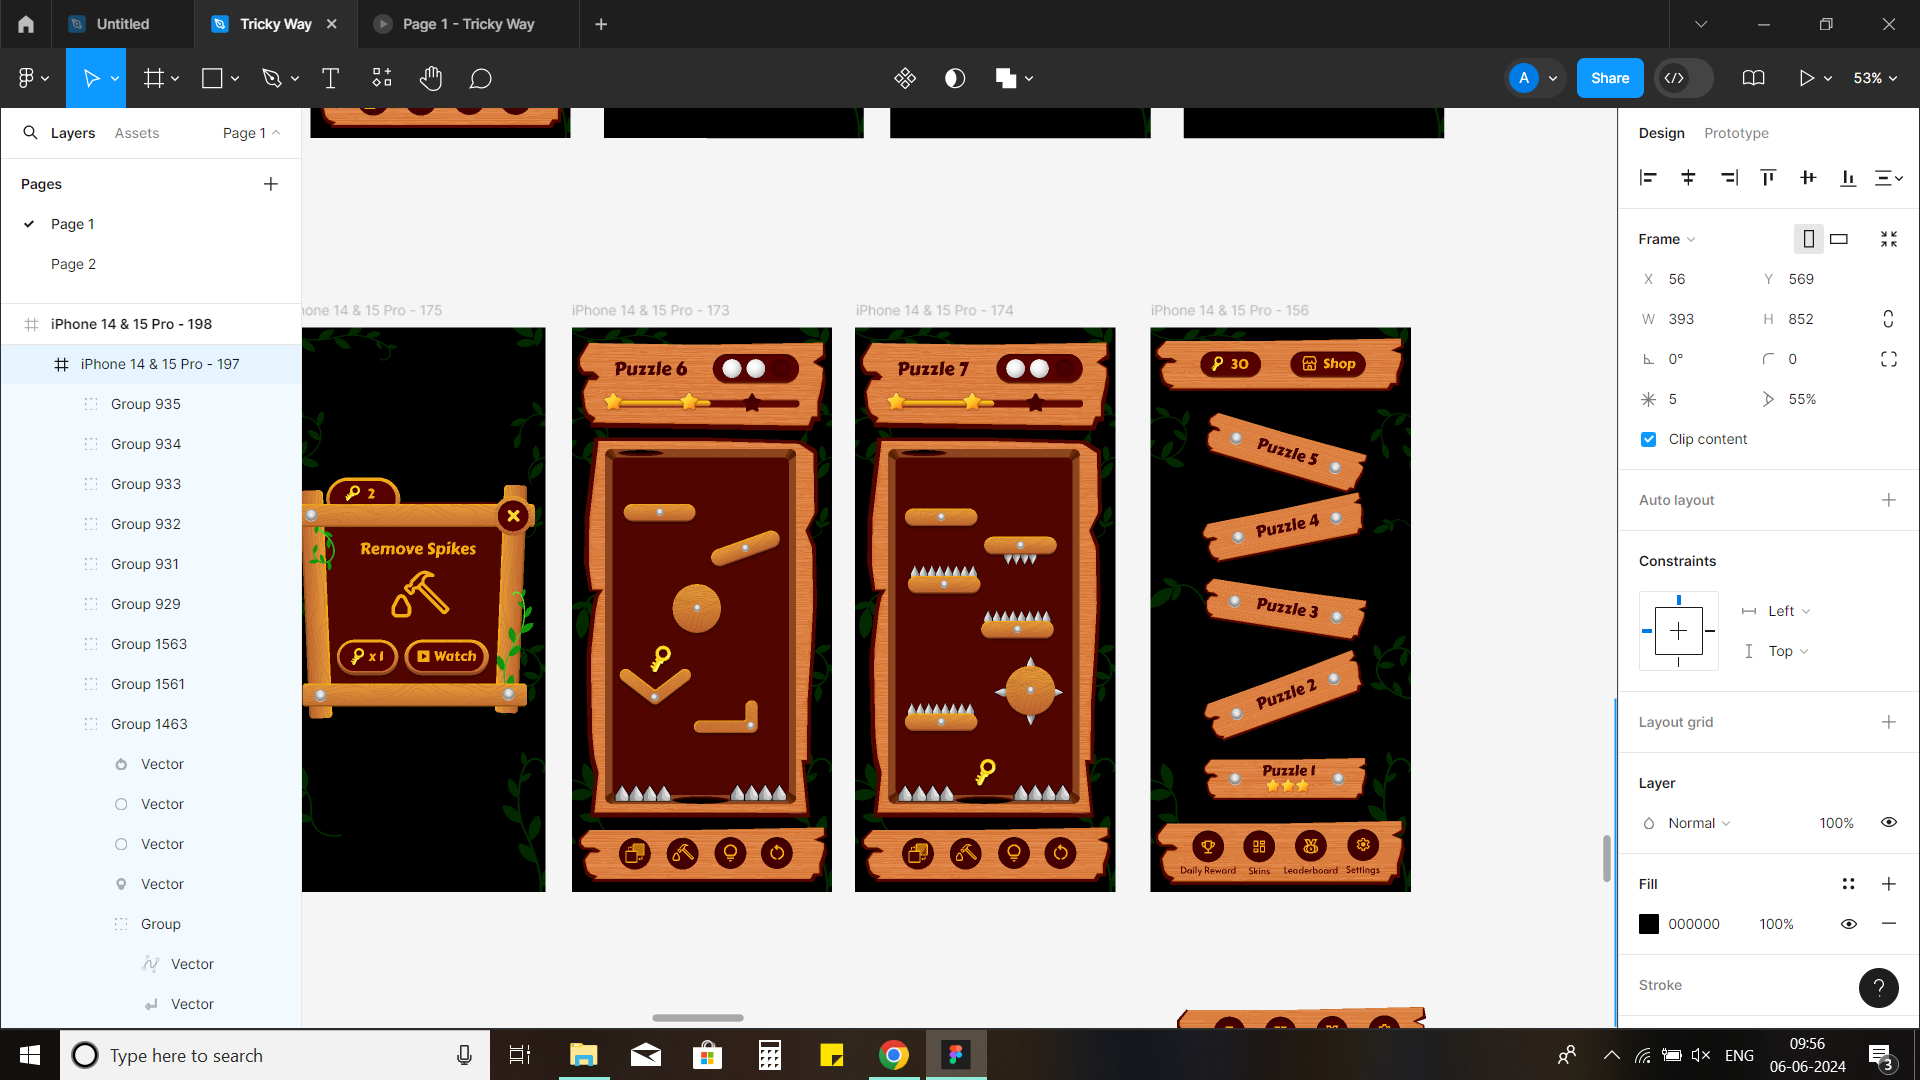 Untitled
Tricky Way
Page 1 - Tricky Way
A
Share
53%
Layers
Assets
Page 1
Pages
Page 1
Page 2
iPhone 14 & 15 Pro - 198
iPhone 14 & 15 Pro - 197
Group 935
Group 934
Group 933
Group 932
Group 931
Group 929
Group 1563
Group 1561
Group 1463
Vector
Vector
Vector
Vector
Group
Vector
Vector
one 14 & 15 Pro - 175
2
Remove Spikes
x 1
Watch
iPhone 14 & 15 Pro - 173
Puzzle 6
iPhone 14 & 15 Pro - 174
Puzzle 7
iPhone 14 & 15 Pro - 156
30
Shop
Puzzle 5
Puzzle 4
Puzzle 3
Puzzle 2
Puzzle 1
Daily Reward
Skins
Leaderboard
Settings
Design
Prototype
Frame
X 56
Y 569
W 393
H 852
0°
0
5
55%
Clip content
Auto layout
Constraints
Left
Top
Layout grid
Layer
Normal
100%
Fill
000000
100%
Stroke
?
Type here to search
ENG
09:56
06-06-2024
3